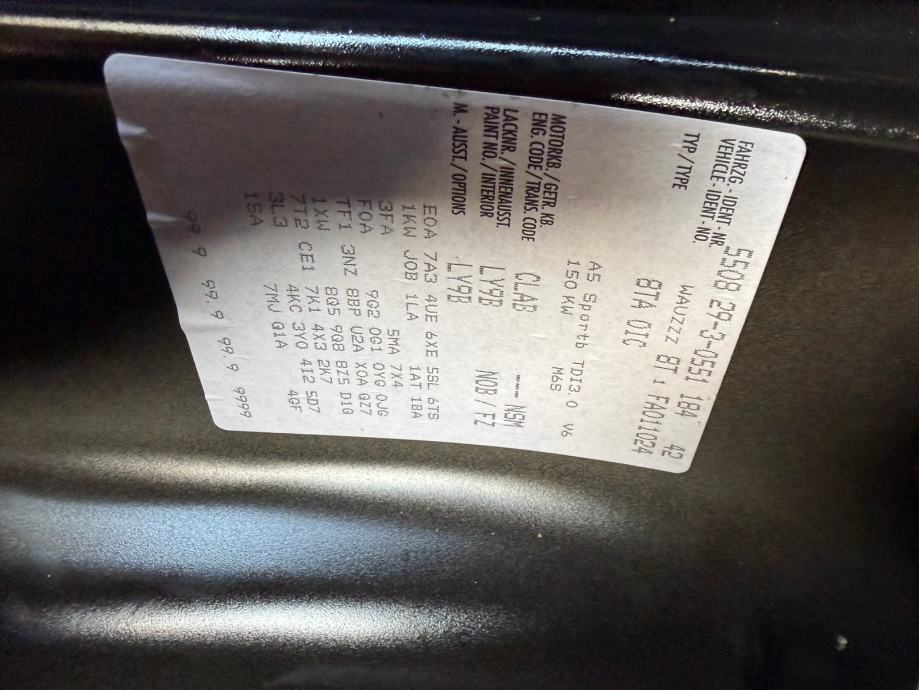 5508 29-3-0551 184 42
FAHRZG.-IDENT-NR.
VEHICLE-IDENT-NO.
WAUZZZ 8T 1 FA011024
TYP / TYPE
8TA 0IC
A5 Sportb TDI3.0 V6
150 KW M6S
MOTORKB. / GETR. KB.
ENG. CODE / TRANS. CODE
CLAB --- NSM
LACKNR. / INNENAUSST.
PAINT NO. / INTERIOR
LY9B NQB / FZ
M.-AUSST. / OPTIONS
LY9B
E0A 7A3 4UE 6XE 5SL 6TS
1KW J0B 1LA 1AT 1BA
3FA 5MA 7X4
F0A 9G2 0G1 0YG 0JG
TF1 3NZ 8BP U2A X0A QZ7
1XW 8Q5 9Q8 8Z5 D1G
7T2 CE1 7K1 4X3 2K7
3L3 4KC 3Y0 4I2 5D7
1SA 7MJ Q1A 4GF
99.9 99.9 99.9 9999